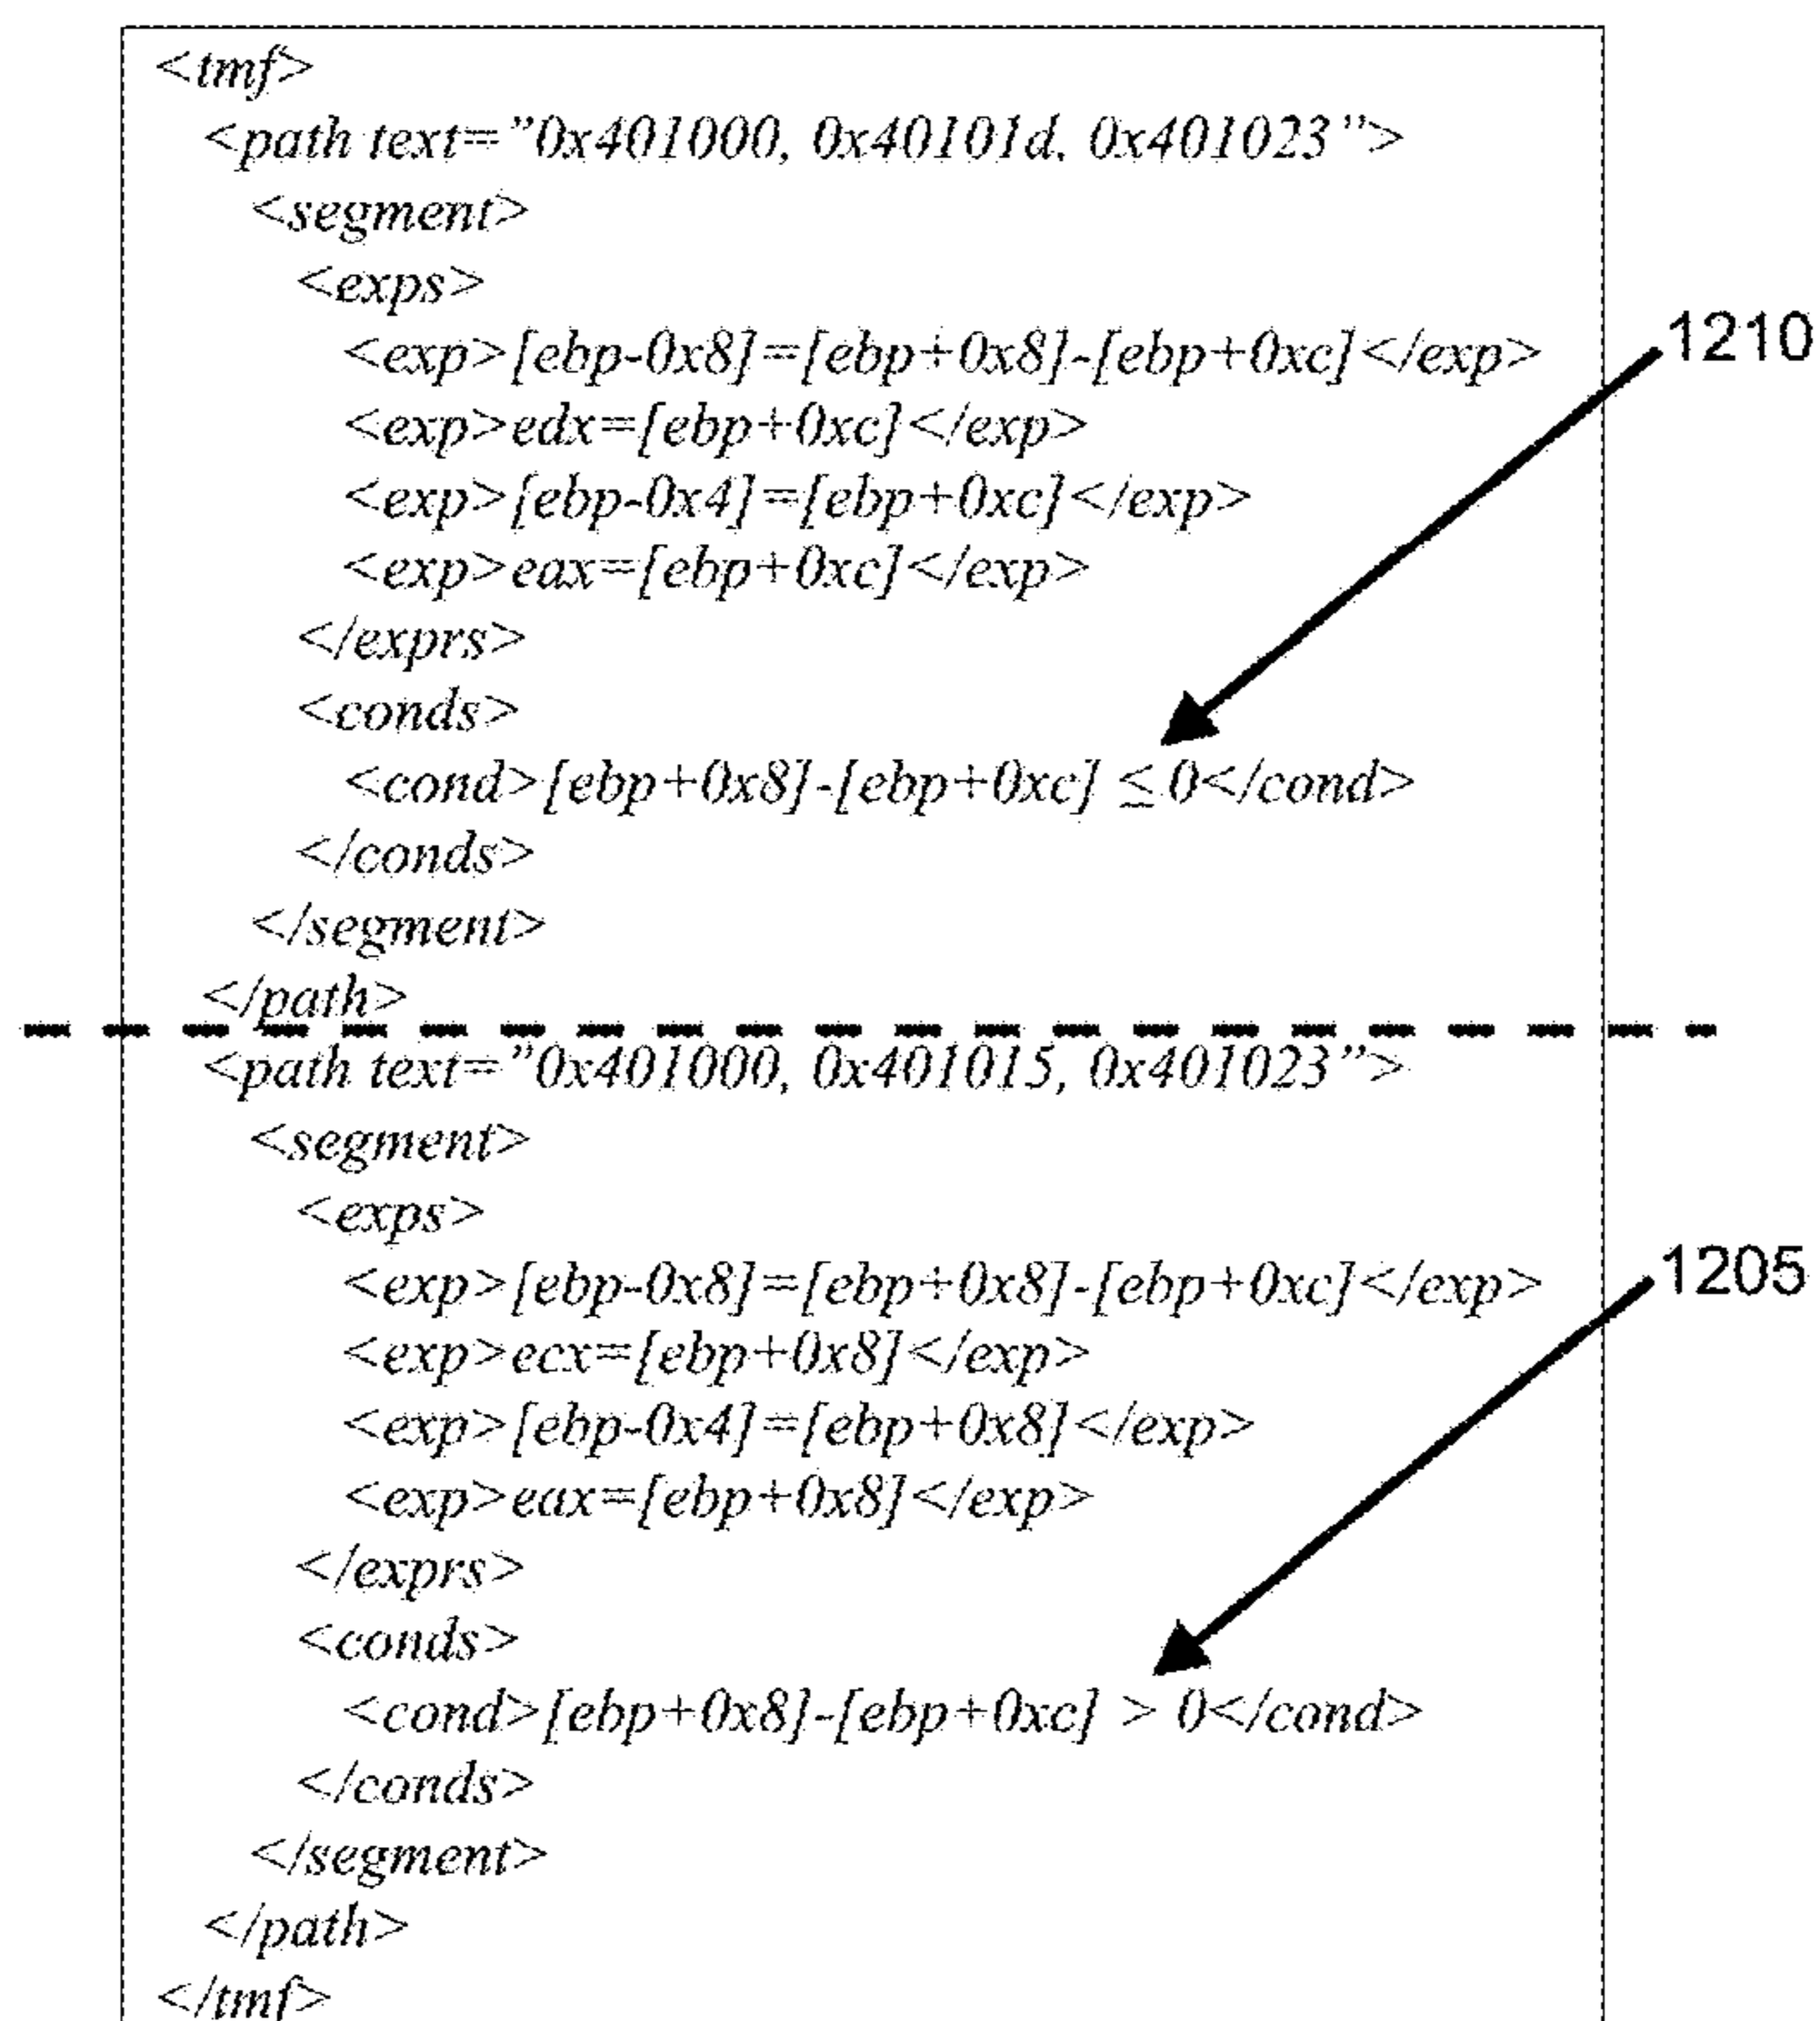 <tmf>
<path text="0x401000, 0x40101d, 0x401023">
<segment>
<exps>
<exp>[ebp-0x8]=[ebp+0x8]-[ebp+0xc]</exp>
<exp>edx=[ebp+0xc]</exp>
<exp>[ebp-0x4]=[ebp+0xc]</exp>
<exp>eax=[ebp+0xc]</exp>
</exprs>
<conds>
<cond>[ebp+0x8]-[ebp+0xc] ≤ 0</cond>
</conds>
</segment>
</path>
<path text="0x401000, 0x401015, 0x401023">
<segment>
<exps>
<exp>[ebp-0x8]=[ebp+0x8]-[ebp+0xc]</exp>
<exp>ecx=[ebp+0x8]</exp>
<exp>[ebp-0x4]=[ebp+0x8]</exp>
<exp>eax=[ebp+0x8]</exp>
</exprs>
<conds>
<cond>[ebp+0x8]-[ebp+0xc] > 0</cond>
</conds>
</segment>
</path>
</tmf>
1210
1205